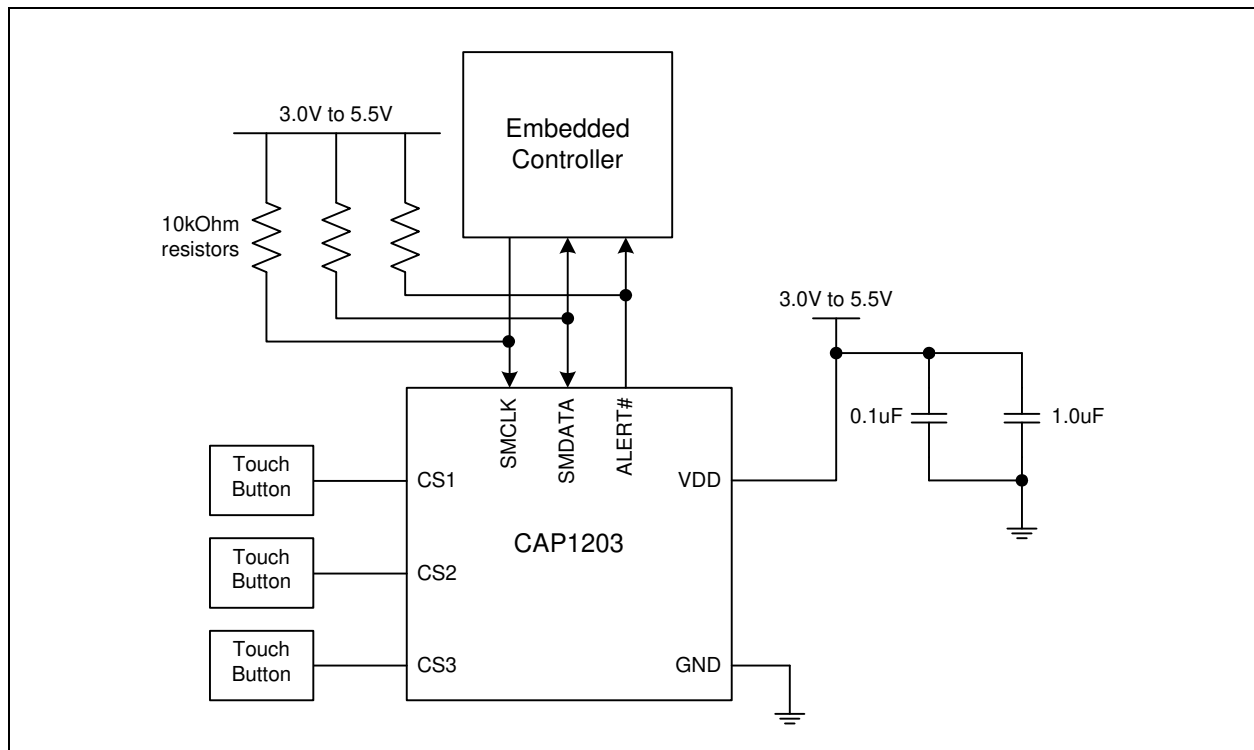 3.0V to 5.5V
Embedded
Controller
10kOhm
resistors
3.0V to 5.5V
0.1uF
1.0uF
SMCLK
SMDATA
ALERT#
Touch
Button
CS1
VDD
CAP1203
Touch
Button
CS2
Touch
Button
CS3
GND